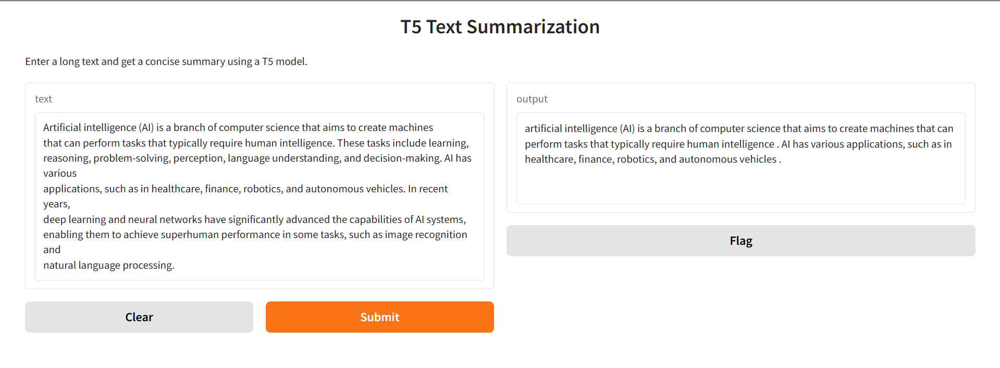 T5 Text Summarization
Enter a long text and get a concise summary using a T5 model.
text
Artificial intelligence (AI) is a branch of computer science that aims to create machines
that can perform tasks that typically require human intelligence. These tasks include learning,
reasoning, problem-solving, perception, language understanding, and decision-making. AI has
various
applications, such as in healthcare, finance, robotics, and autonomous vehicles. In recent
years,
deep learning and neural networks have significantly advanced the capabilities of AI systems,
enabling them to achieve superhuman performance in some tasks, such as image recognition
and
natural language processing.
Clear
Submit
output
artificial intelligence (AI) is a branch of computer science that aims to create machines that can
perform tasks that typically require human intelligence . AI has various applications, such as in
healthcare, finance, robotics, and autonomous vehicles .
Flag